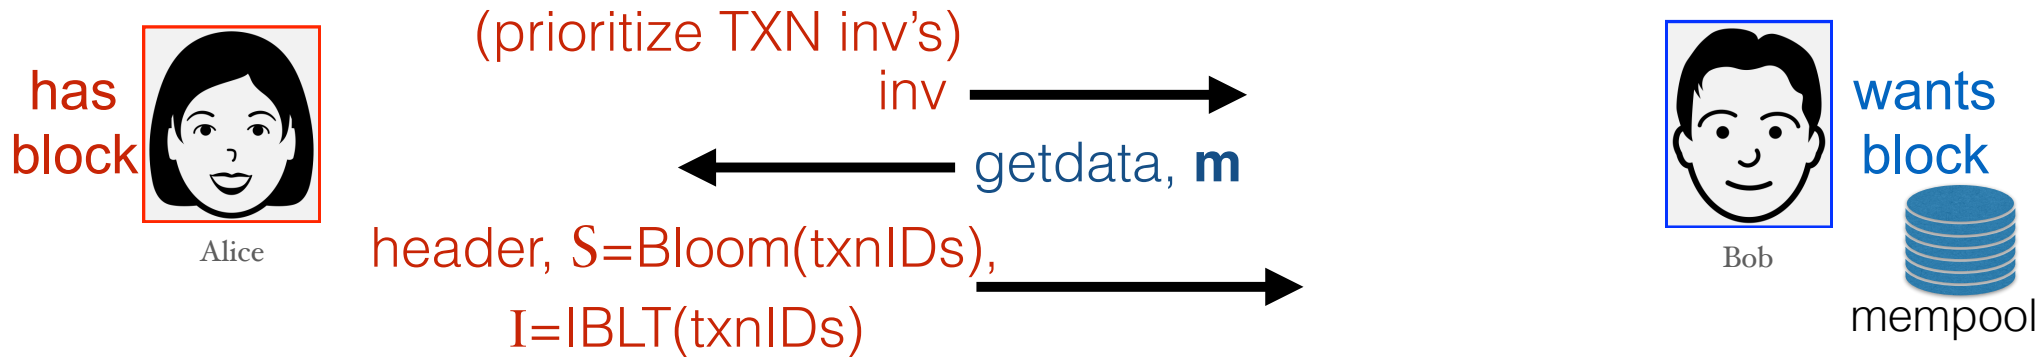 (prioritize TXN inv’s)
has
block
inv
wants
block
getdata, m
Alice
header, S=Bloom(txnIDs),
Bob
I=IBLT(txnIDs)
mempool